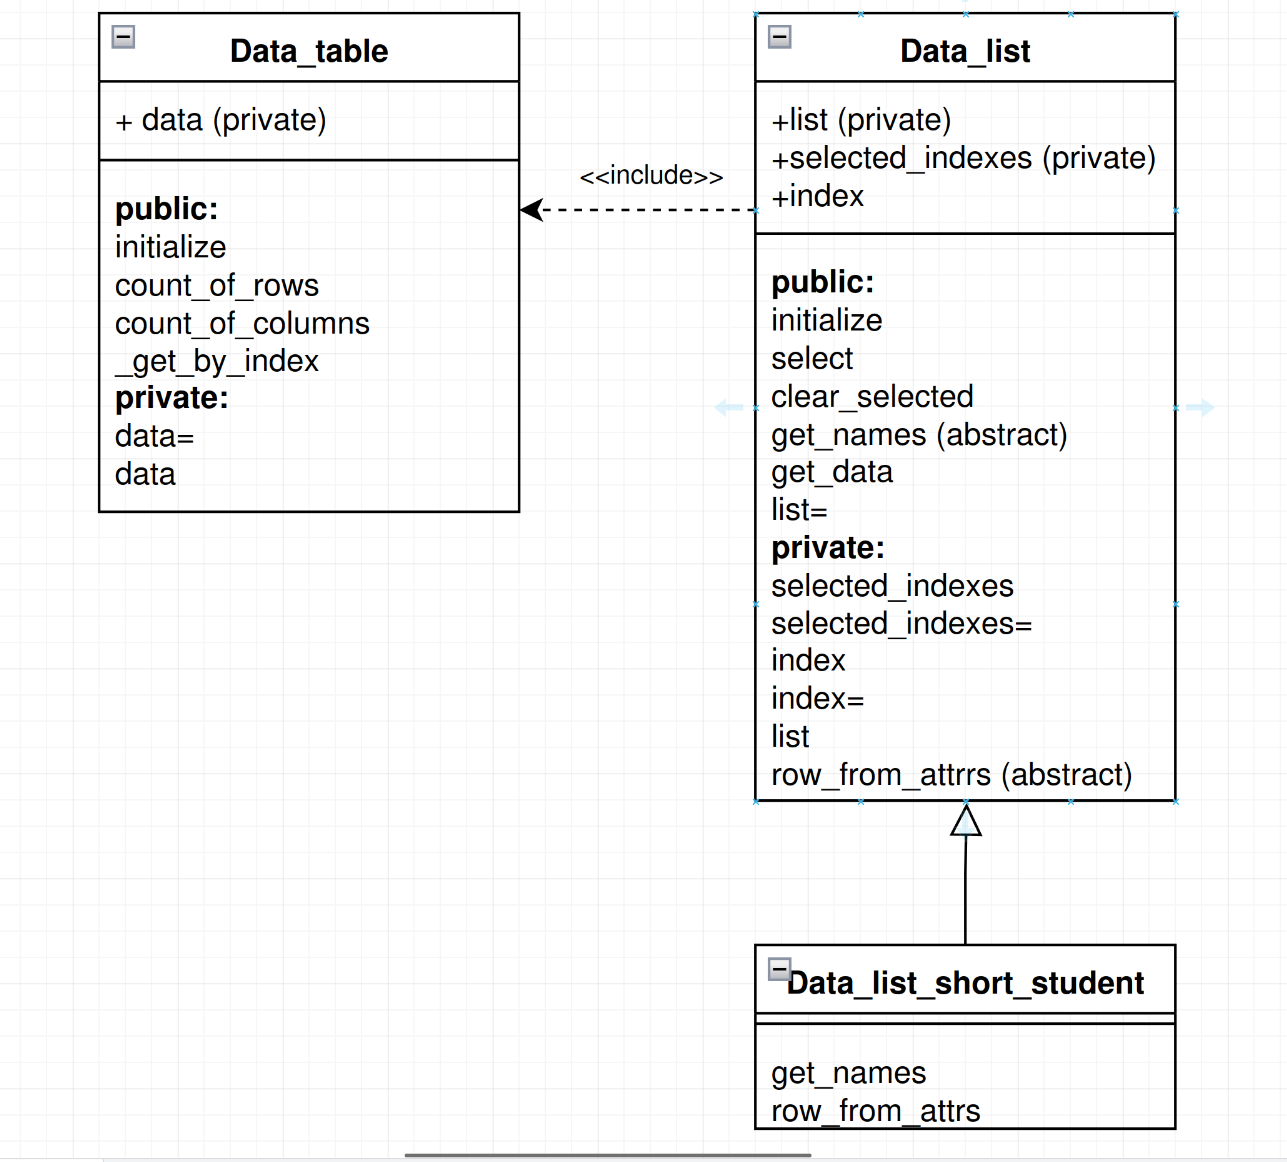 Data_table
+ data (private)
public:
initialize
count_of_rows
count_of_columns
_get_by_index
private:
data=
data
<<include>>
Data_list
+list (private)
+selected_indexes (private)
+index
public:
initialize
select
clear_selected
get_names (abstract)
get_data
list=
private:
selected_indexes
selected_indexes=
index
index=
list
row_from_attrrs (abstract)
Data_list_short_student
get_names
row_from_attrs